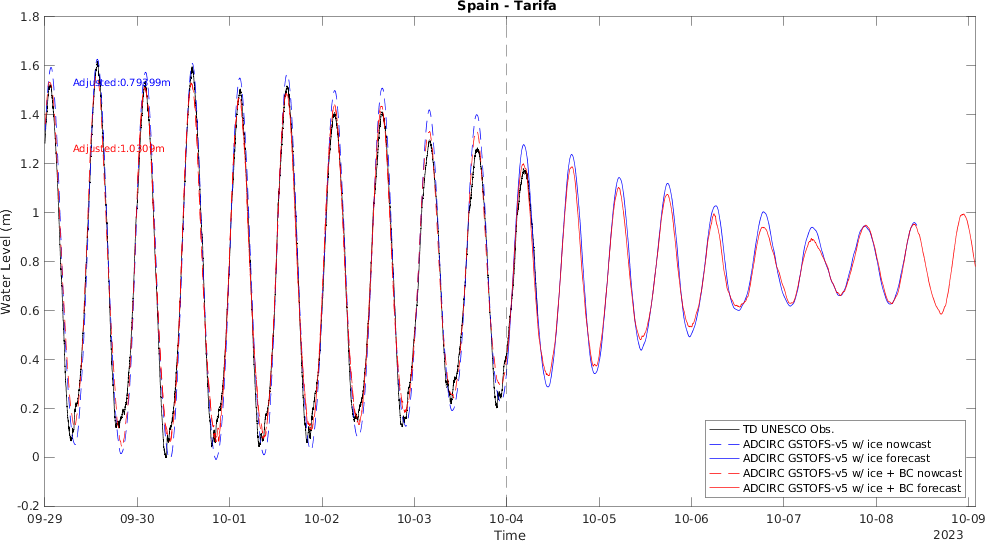 Spain - Tarifa
1.8
1.6
1.4
1.2
1
0.8
0.6
0.4
0.2
0
-0.2
Water Level (m)
Adjusted:0.79799m
Adjusted:1.0309m
TD UNESCO Obs.
ADCIRC GSTOFS-v5 w/ ice nowcast
ADCIRC GSTOFS-v5 w/ ice forecast
ADCIRC GSTOFS-v5 w/ ice + BC nowcast
ADCIRC GSTOFS-v5 w/ ice + BC forecast
09-29 09-30 10-01 10-02 10-03 10-04 10-05 10-06 10-07 10-08 10-09
Time
2023